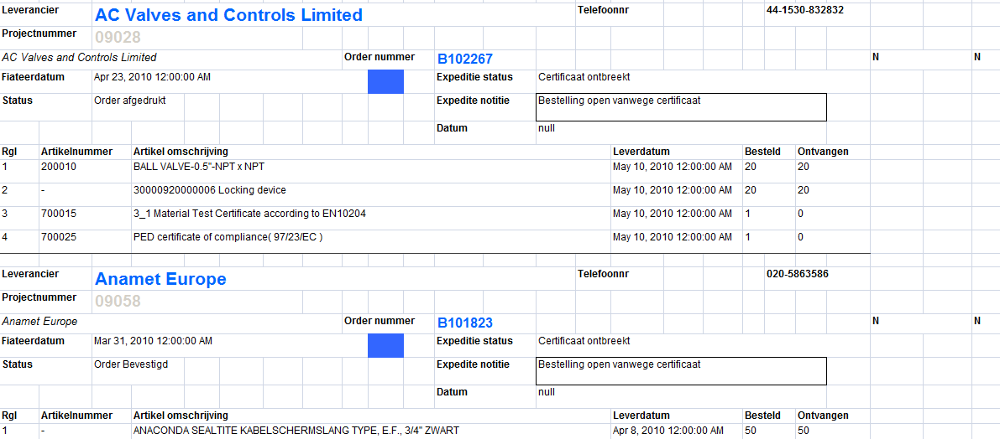 Leverancier AC Valves and Controls Limited Telefoonnr 44-1530-832832
Projectnummer 09028
AC Valves and Controls Limited Order nummer B102267 N N
Fiateerdatum Apr 23, 2010 12:00:00 AM Expeditie status Certificaat ontbreekt
Status Order afgedrukt Expedite notitie Bestelling open vanwege certificaat
Datum null
Rgl Artikelnummer Artikel omschrijving Leverdatum Besteld Ontvangen
1 200010 BALL VALVE-0.5"-NPT x NPT May 10, 2010 12:00:00 AM 20 20
2 - 30000920000006 Locking device May 10, 2010 12:00:00 AM 20 20
3 700015 3_1 Material Test Certificate according to EN10204 May 10, 2010 12:00:00 AM 1 0
4 700025 PED certificate of compliance( 97/23/EC ) May 10, 2010 12:00:00 AM 1 0
Leverancier Anamet Europe Telefoonnr 020-5863586
Projectnummer 09058
Anamet Europe Order nummer B101823 N N
Fiateerdatum Mar 31, 2010 12:00:00 AM Expeditie status Certificaat ontbreekt
Status Order Bevestigd Expedite notitie Bestelling open vanwege certificaat
Datum null
Rgl Artikelnummer Artikel omschrijving Leverdatum Besteld Ontvangen
1 - ANACONDA SEALTITE KABELSCHERMSLANG TYPE, E.F., 3/4" ZWART Apr 8, 2010 12:00:00 AM 50 50